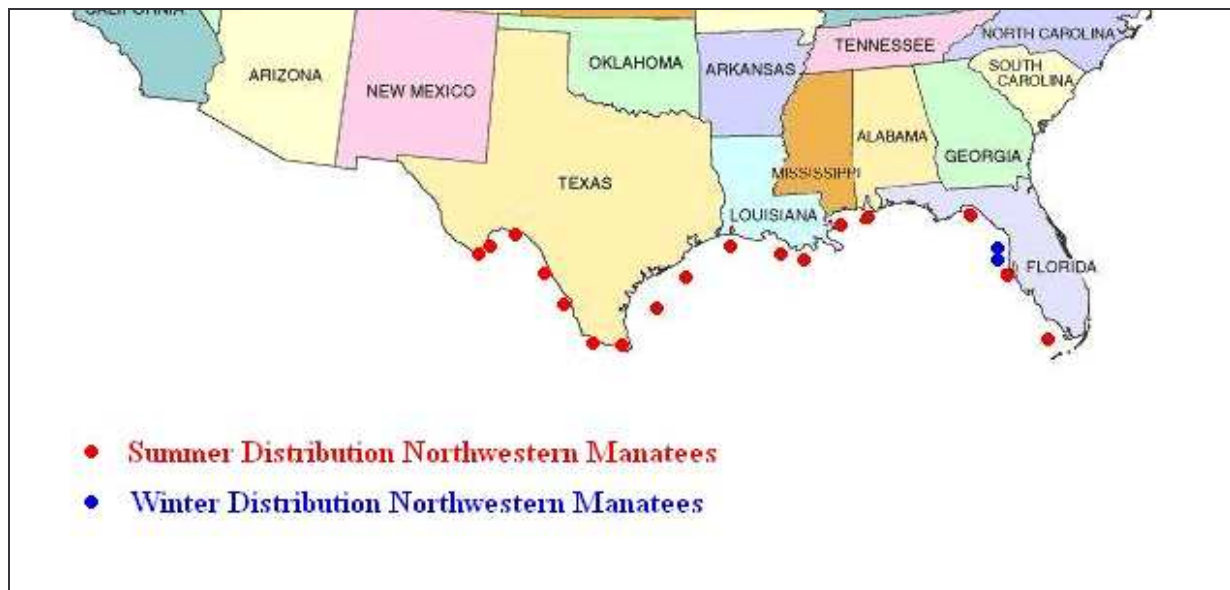 CALIFORNIA
NORTH CAROLINA
TENNESSEE
OKLAHOMA
ARKANSAS
SOUTH
CAROLINA
ARIZONA
NEW MEXICO
ALABAMA
GEORGIA
MISSISSIPPI
TEXAS
LOUISIANA
FLORIDA
Summer Distribution Northwestern Manatees
Winter Distribution Northwestern Manatees